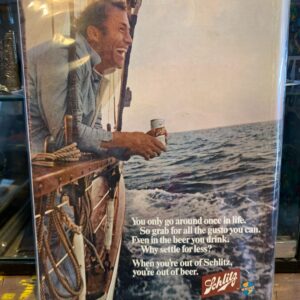 You only go around once in life.
So grab for all the gusto you can.
Even in the beer you drink.
Why settle for less?
When you're out of Schlitz,
you're out of beer.
Schlitz